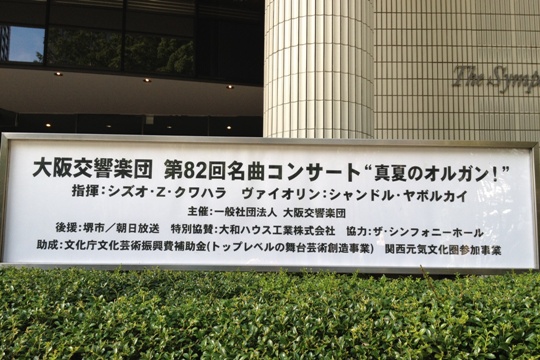 The Symp
大阪交響楽団 第82回名曲コンサート“真夏のオルガン!”
指揮:シズオ・Z・クワハラ ヴァイオリン:シャンドル・ヤボルカイ
主催:一般社団法人 大阪交響楽団
後援:堺市/朝日放送 特別協賛:大和ハウス工業株式会社 協力:ザ・シンフォニーホール
助成:文化庁文化芸術振興費補助金(トップレベルの舞台芸術創造事業) 関西元気文化圏参加事業